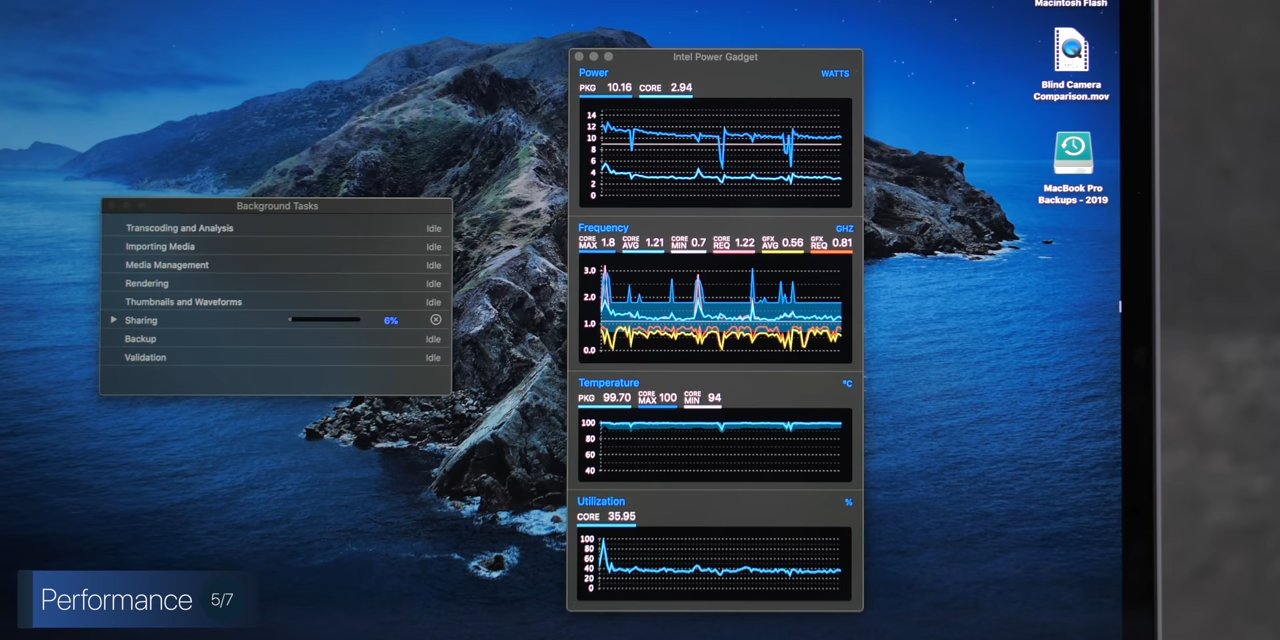 Macintosh Flash
Blind Camera
Comparison.mov
MacBook Pro
Backups - 2019
Background Tasks
Transcoding and Analysis Idle
Importing Media Idle
Media Management Idle
Rendering Idle
Thumbnails and Waveforms Idle
Sharing 6%
Backup Idle
Validation Idle
Intel Power Gadget
Power WATTS
PKG 10.16 CORE 2.94
14
12
10
8
6
4
2
0
Frequency GHZ
CORE MAX 1.8 CORE AVG 1.21 CORE MIN 0.7 CORE REQ 1.22 GFX AVG 0.56 GFX REQ 0.81
3.0
2.0
1.0
0.0
Temperature °C
PKG 99.70 CORE MAX 100 CORE MIN 94
100
80
60
40
Utilization %
CORE 35.95
100
80
60
40
20
0
Performance 5/7